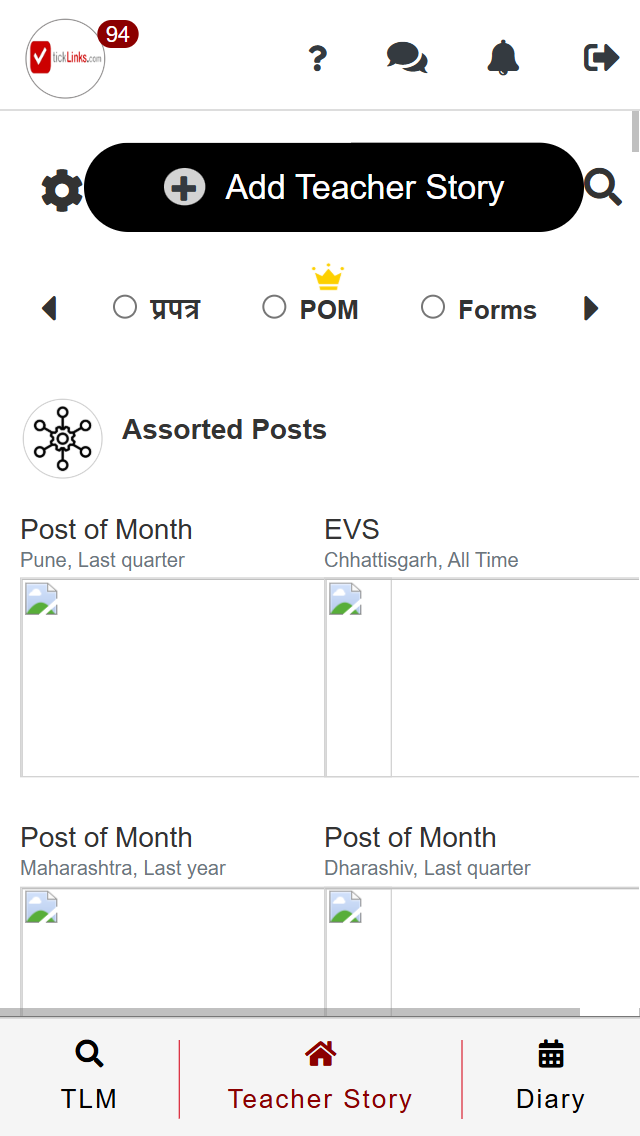 94
tickLinks.com
?
Add Teacher Story
प्रपत्र
POM
Forms
Assorted Posts
Post of Month
Pune, Last quarter
EVS
Chhattisgarh, All Time
Post of Month
Maharashtra, Last year
Post of Month
Dharashiv, Last quarter
TLM
Teacher Story
Diary